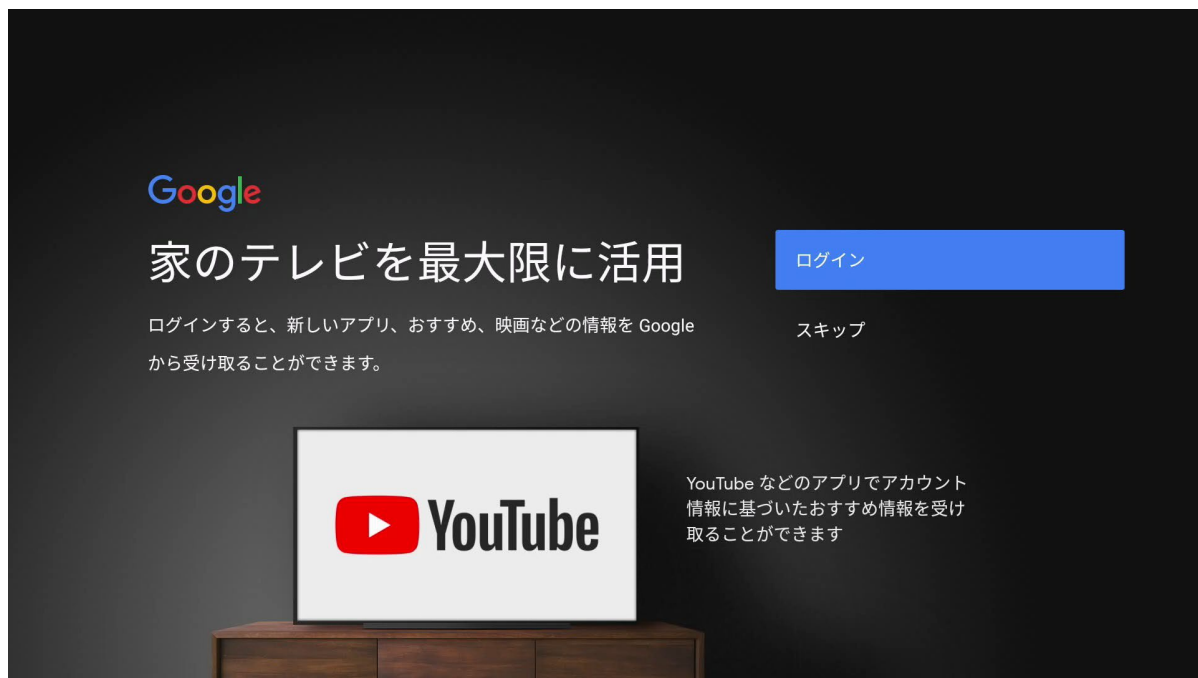 Google
家のテレビを最大限に活用
ログインすると、新しいアプリ、おすすめ、映画などの情報を Google
から受け取ることができます。
ログイン
スキップ
YouTube
YouTube などのアプリでアカウント
情報に基づいたおすすめ情報を受け
取ることができます